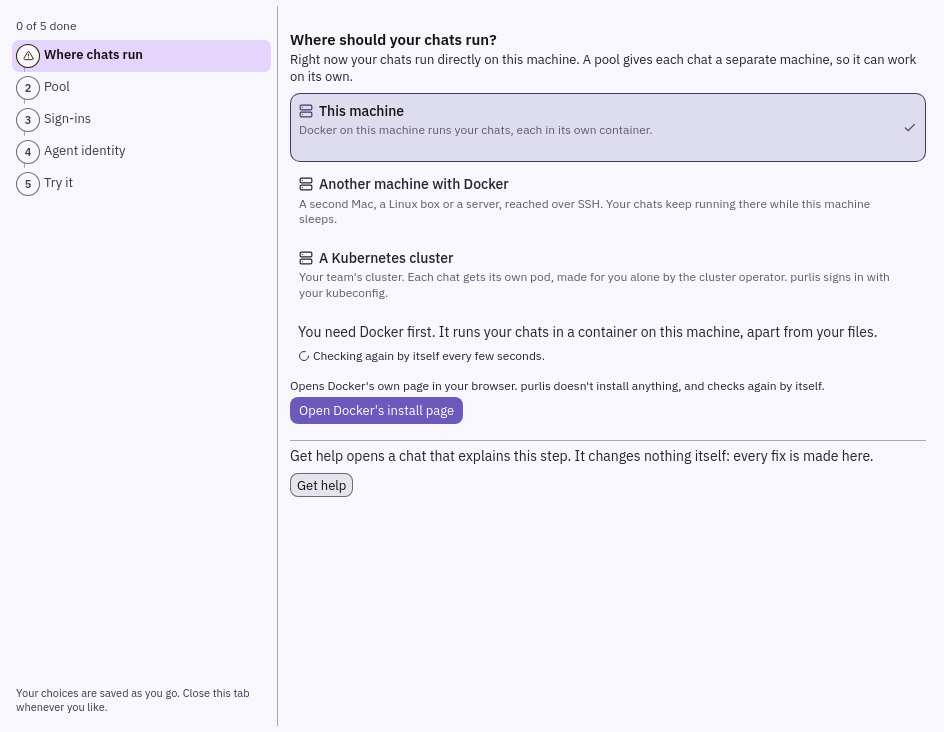 0 of 5 done
Where chats run
2 Pool
3 Sign-ins
4 Agent identity
5 Try it
Your choices are saved as you go. Close this tab
whenever you like.
Where should your chats run?
Right now your chats run directly on this machine. A pool gives each chat a separate machine, so it can work
on its own.
This machine
Docker on this machine runs your chats, each in its own container.
Another machine with Docker
A second Mac, a Linux box or a server, reached over SSH. Your chats keep running there while this machine
sleeps.
A Kubernetes cluster
Your team's cluster. Each chat gets its own pod, made for you alone by the cluster operator. purlis signs in with
your kubeconfig.
You need Docker first. It runs your chats in a container on this machine, apart from your files.
Checking again by itself every few seconds.
Opens Docker's own page in your browser. purlis doesn't install anything, and checks again by itself.
Open Docker's install page
Get help opens a chat that explains this step. It changes nothing itself: every fix is made here.
Get help